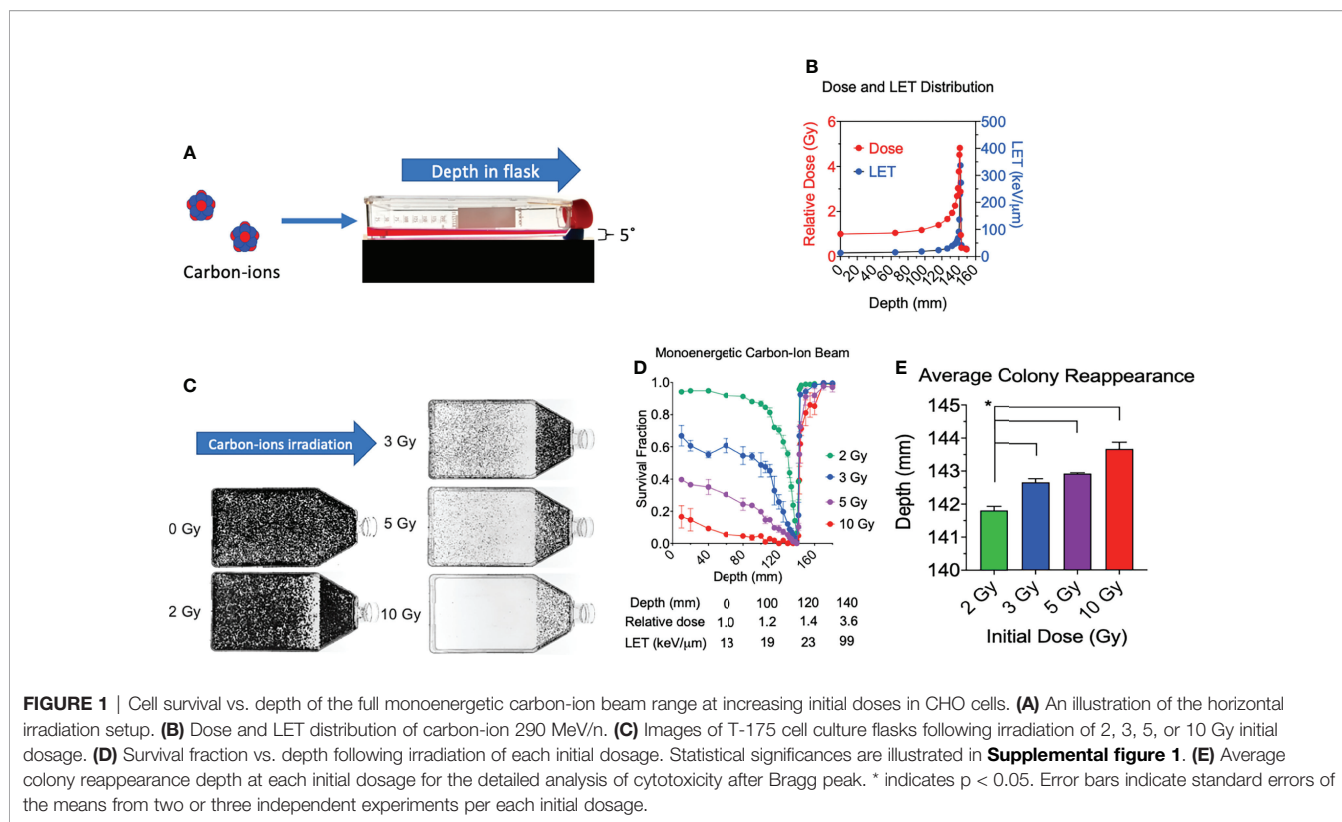 A
Carbon-ions
Depth in flask
5°
B
Dose and LET Distribution
Relative Dose (Gy)
6
4
2
1
0
Dose
LET
500
400
300
200
100
0
LET (keV/μm)
0 20 40 60 80 100 120 140 160
Depth (mm)
C
Carbon-ions irradiation
0 Gy
2 Gy
3 Gy
5 Gy
10 Gy
D
Monoenergetic Carbon-Ion Beam
Survival Fraction
1.0
0.8
0.6
0.4
0.2
0.0
2 Gy
3 Gy
5 Gy
10 Gy
0 40 80 120 160
Depth (mm)
Depth (mm) 0 100 120 140
Relative dose 1.0 1.2 1.4 3.6
LET (keV/μm) 13 19 23 99
E
Average Colony Reappearance
*
Depth (mm)
145
144
143
142
141
140
2 Gy 3 Gy 5 Gy 10 Gy
Initial Dose (Gy)
FIGURE 1 | Cell survival vs. depth of the full monoenergetic carbon-ion beam range at increasing initial doses in CHO cells. (A) An illustration of the horizontal
irradiation setup. (B) Dose and LET distribution of carbon-ion 290 MeV/n. (C) Images of T-175 cell culture flasks following irradiation of 2, 3, 5, or 10 Gy initial
dosage. (D) Survival fraction vs. depth following irradiation of each initial dosage. Statistical significances are illustrated in Supplemental figure 1. (E) Average
colony reappearance depth at each initial dosage for the detailed analysis of cytotoxicity after Bragg peak. * indicates p < 0.05. Error bars indicate standard errors of
the means from two or three independent experiments per each initial dosage.